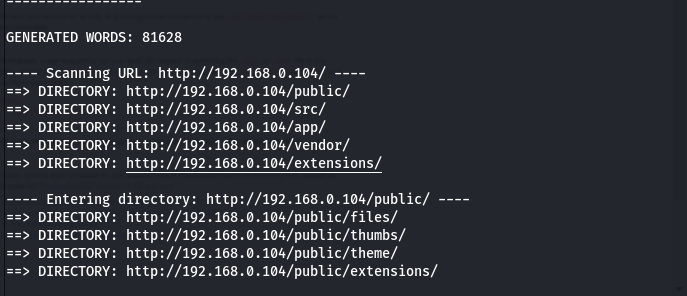 -----------------
GENERATED WORDS: 81628
---- Scanning URL: http://192.168.0.104/ ----
==> DIRECTORY: http://192.168.0.104/public/
==> DIRECTORY: http://192.168.0.104/src/
==> DIRECTORY: http://192.168.0.104/app/
==> DIRECTORY: http://192.168.0.104/vendor/
==> DIRECTORY: http://192.168.0.104/extensions/
---- Entering directory: http://192.168.0.104/public/ ----
==> DIRECTORY: http://192.168.0.104/public/files/
==> DIRECTORY: http://192.168.0.104/public/thumbs/
==> DIRECTORY: http://192.168.0.104/public/theme/
==> DIRECTORY: http://192.168.0.104/public/extensions/